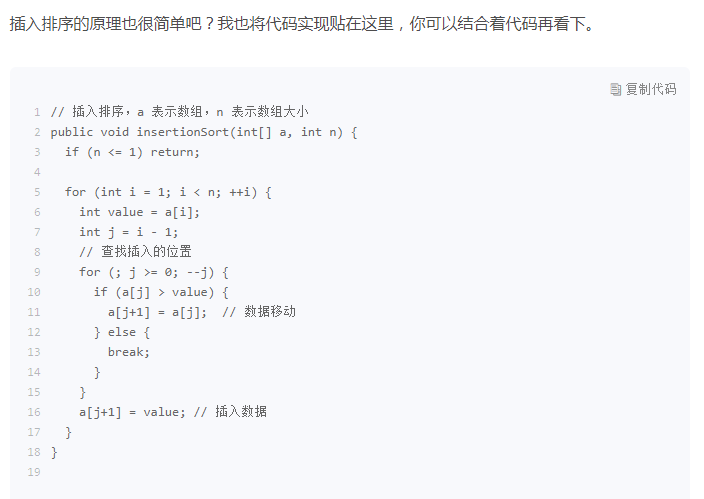 插入排序的原理也很简单吧？我也将代码实现贴在这里，你可以结合着代码再看下。
复制代码
1 // 插入排序，a 表示数组，n 表示数组大小
2 public void insertionSort(int[] a, int n) {
3   if (n <= 1) return;
4
5   for (int i = 1; i < n; ++i) {
6     int value = a[i];
7     int j = i - 1;
8     // 查找插入的位置
9     for (; j >= 0; --j) {
10       if (a[j] > value) {
11         a[j+1] = a[j];  // 数据移动
12       } else {
13         break;
14       }
15     }
16     a[j+1] = value; // 插入数据
17   }
18 }
19